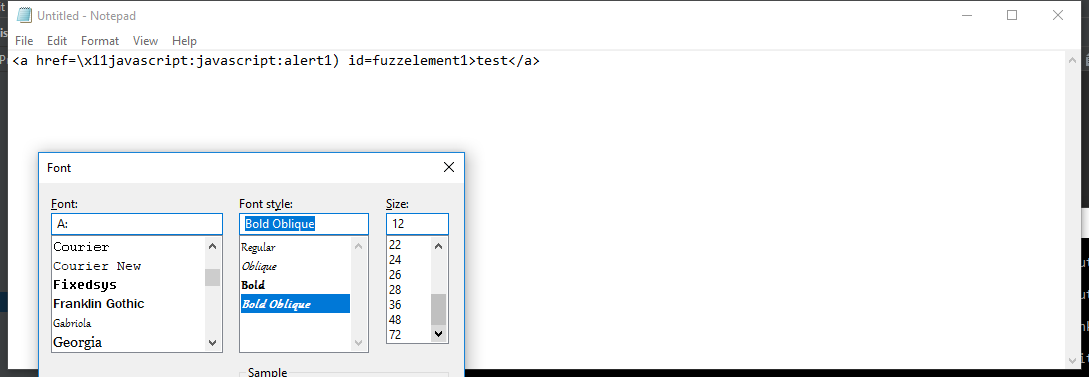 Untitled - Notepad
File Edit Format View Help
<a href=\x11javascript:javascript:alert1) id=fuzzelement1>test</a>
Font
Font: Font style: Size:
A: Bold Oblique 12
Courier Regular 22
Courier New Oblique 24
Fixedsys Bold 26
Franklin Gothic Bold Oblique 28
Gabriola 36
Georgia 48
72
Sample